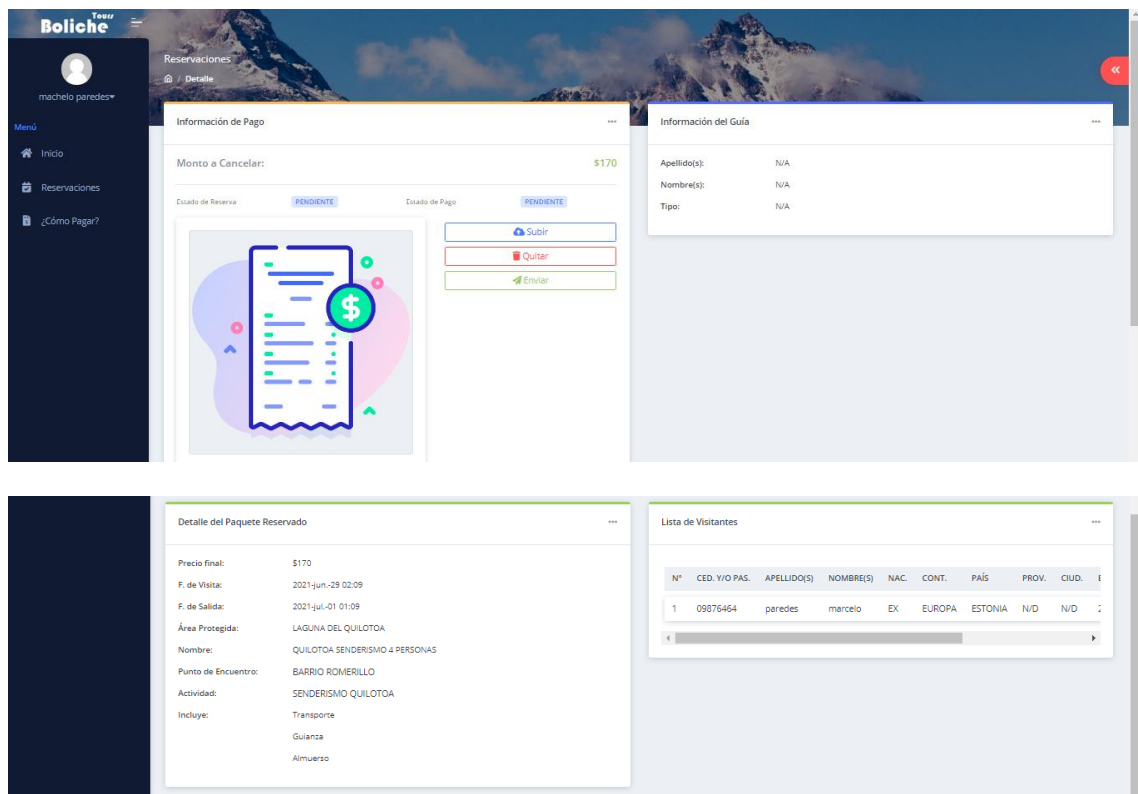 Boliche Tours
machelo paredes
Menú
Inicio
Reservaciones
¿Cómo Pagar?
Reservaciones
/ Detalle
Información de Pago
Monto a Cancelar: $170
Estado de Reserva PENDIENTE Estado de Pago PENDIENTE
Subir
Quitar
Enviar
$
Información del Guía
Apellido(s): N/A
Nombre(s): N/A
Tipo: N/A
Detalle del Paquete Reservado
Precio final: $170
F. de Visita: 2021-jun.-29 02:09
F. de Salida: 2021-jul.-01 01:09
Área Protegida: LAGUNA DEL QUILOTOA
Nombre: QUILOTOA SENDERISMO 4 PERSONAS
Punto de Encuentro: BARRIO ROMERILLO
Actividad: SENDERISMO QUILOTOA
Incluye: Transporte
Guianza
Almuerso
Lista de Visitantes
N° CED. Y/O PAS. APELLIDO(S) NOMBRE(S) NAC. CONT. PAÍS PROV. CIUD.
1 09876464 paredes marcelo EX EUROPA ESTONIA N/D N/D